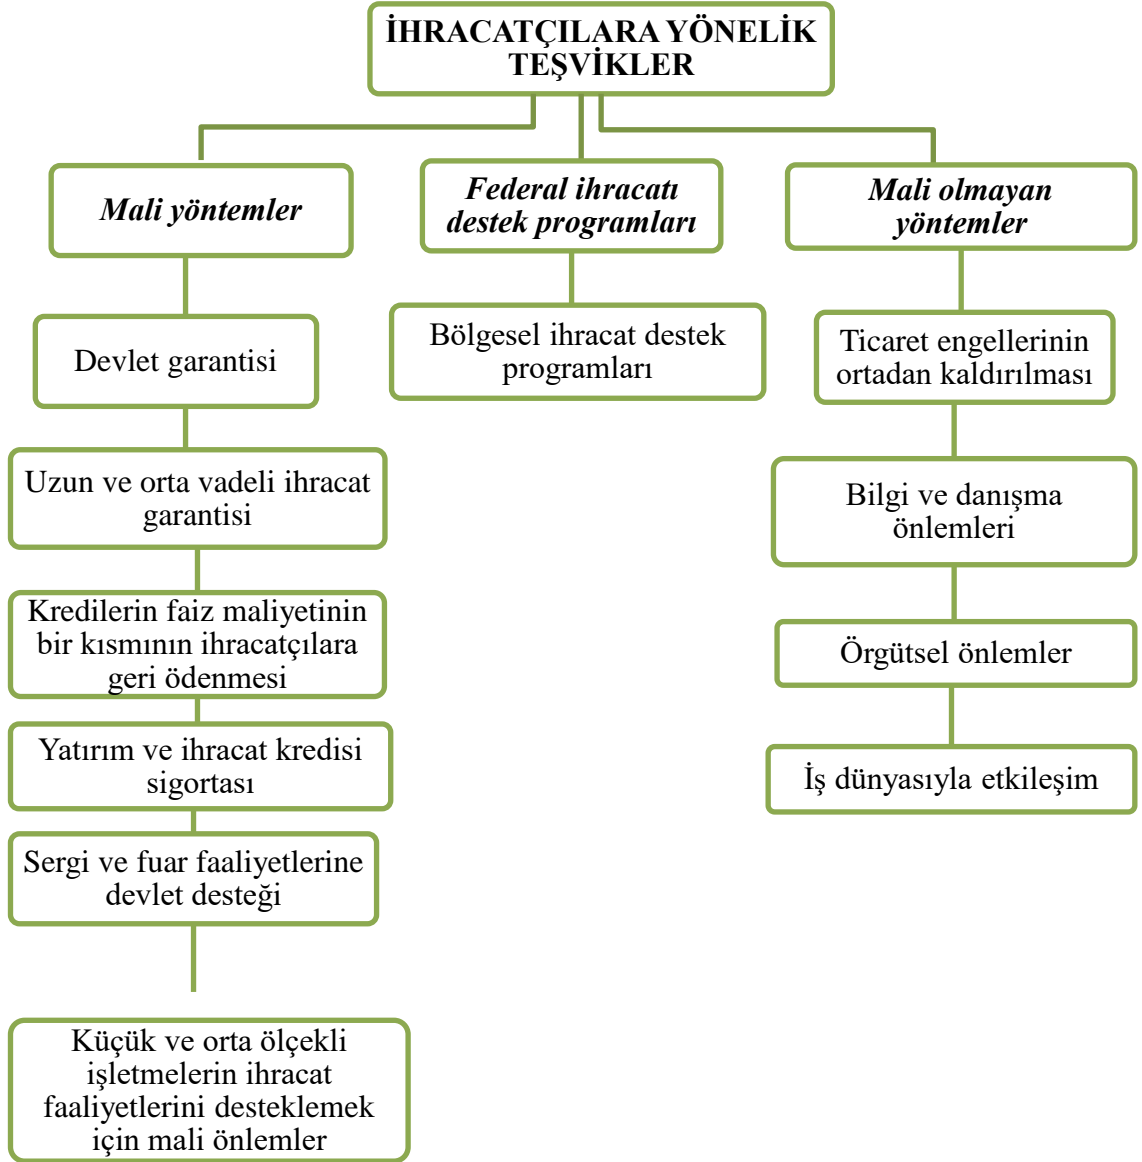 İHRACATÇILARA YÖNELİK
TEŞVİKLER
Mali yöntemler
Devlet garantisi
Uzun ve orta vadeli ihracat
garantisi
Kredilerin faiz maliyetinin
bir kısmının ihracatçılara
geri ödenmesi
Yatırım ve ihracat kredisi
sigortası
Sergi ve fuar faaliyetlerine
devlet desteği
Küçük ve orta ölçekli
işletmelerin ihracat
faaliyetlerini desteklemek
için mali önlemler
Federal ihracatı
destek programları
Bölgesel ihracat destek
programları
Mali olmayan
yöntemler
Ticaret engellerinin
ortadan kaldırılması
Bilgi ve danışma
önlemleri
Örgütsel önlemler
İş dünyasıyla etkileşim